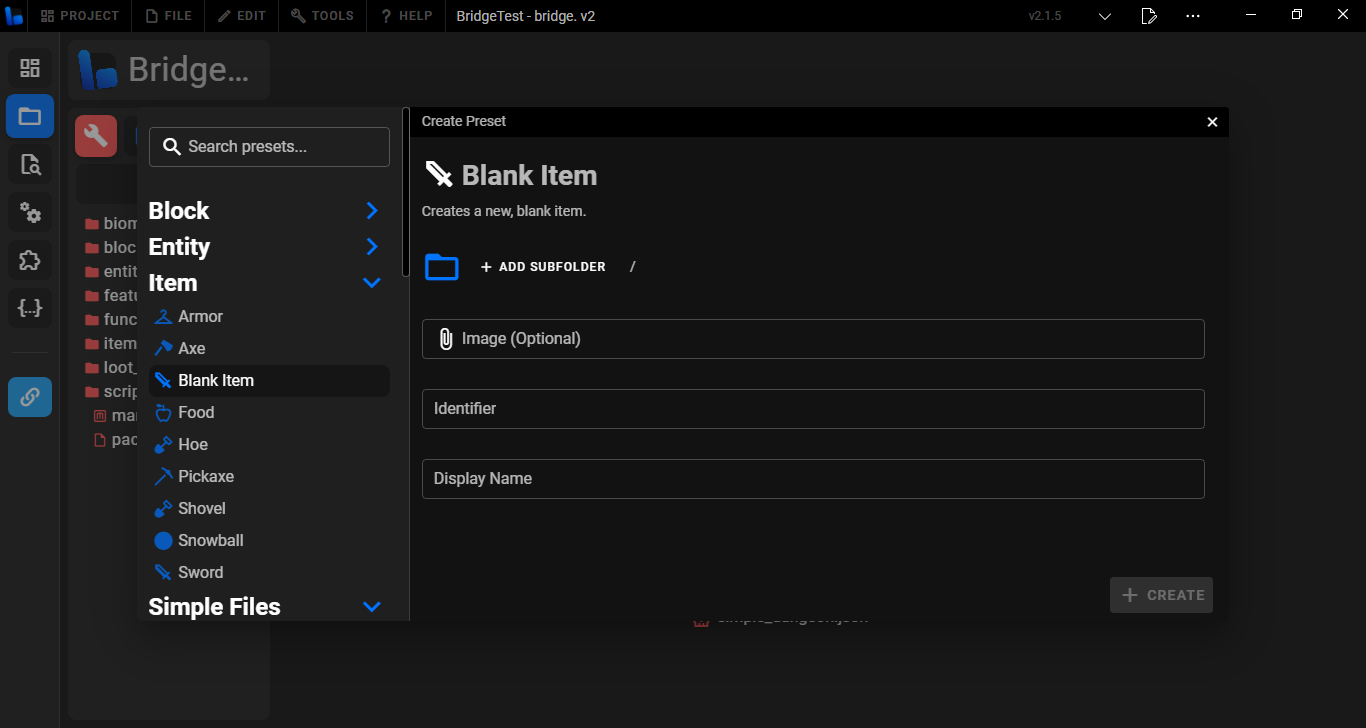 PROJECT
FILE
EDIT
TOOLS
? HELP
BridgeTest - bridge. v2
v2.1.5
Bridge...
Search presets...
Block
Entity
Item
Armor
Axe
Blank Item
Food
Hoe
Pickaxe
Shovel
Snowball
Sword
Simple Files
biom
bloc
entit
featu
func
item
loot_
scrip
mai
pac
{...}
Create Preset
Blank Item
Creates a new, blank item.
+ ADD SUBFOLDER /
Image (Optional)
Identifier
Display Name
+ CREATE